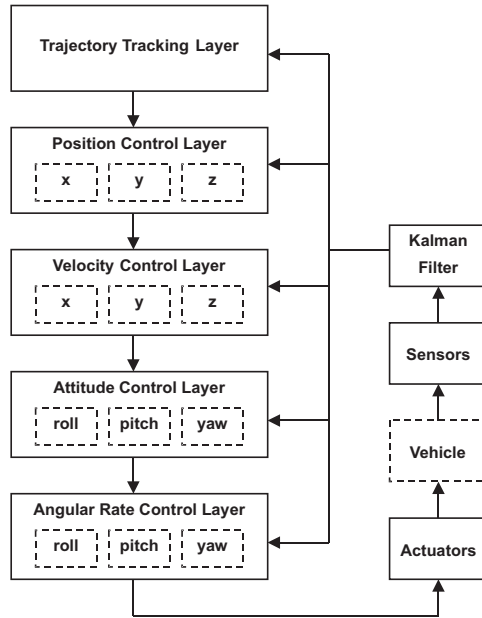 Trajectory Tracking Layer
Position Control Layer
x y z
Velocity Control Layer
x y z
Attitude Control Layer
roll pitch yaw
Angular Rate Control Layer
roll pitch yaw
Kalman
Filter
Sensors
Vehicle
Actuators